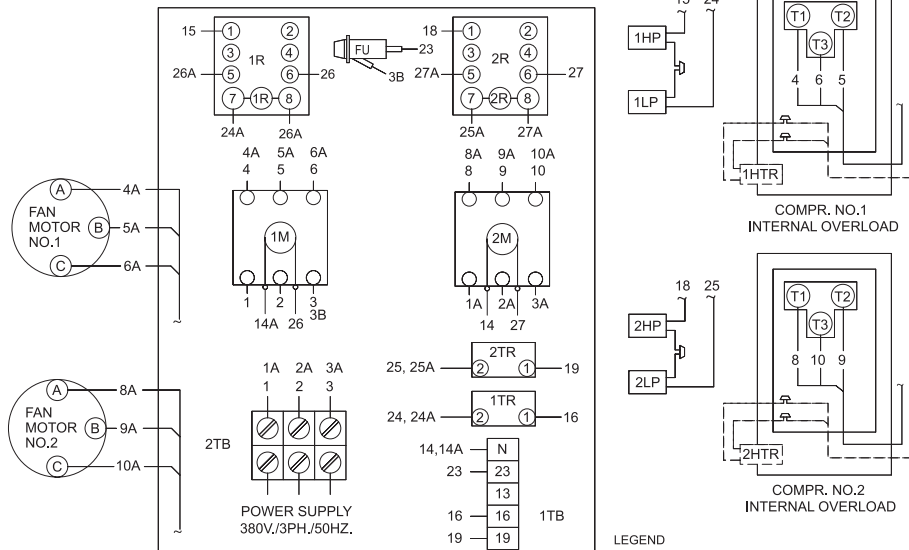 15
1
2
3
1R
4
26A
5
6
26
7
1R
8
24A
26A
FU
23
3B
18
1
2
3
2R
4
27A
5
6
27
7
2R
8
25A
27A
24
1HP
1LP
T1
T2
T3
4
6
5
1HTR
COMPR. NO.1
INTERNAL OVERLOAD
4A
5A
6A
4
5
6
1M
1
2
3
3B
14A
26
8A
9A
10A
8
9
10
2M
1A
2A
3A
14
27
A
4A
FAN
MOTOR
NO.1
B
5A
C
6A
18
25
2HP
2LP
T1
T2
T3
8
10
9
2HTR
COMPR. NO.2
INTERNAL OVERLOAD
2TR
25, 25A
2
1
19
1TR
24, 24A
2
1
16
A
8A
FAN
MOTOR
NO.2
B
9A
C
10A
1A
2A
3A
1
2
3
2TB
POWER SUPPLY
380V./3PH./50HZ.
14,14A
N
23
23
13
16
16
1TB
19
19
LEGEND